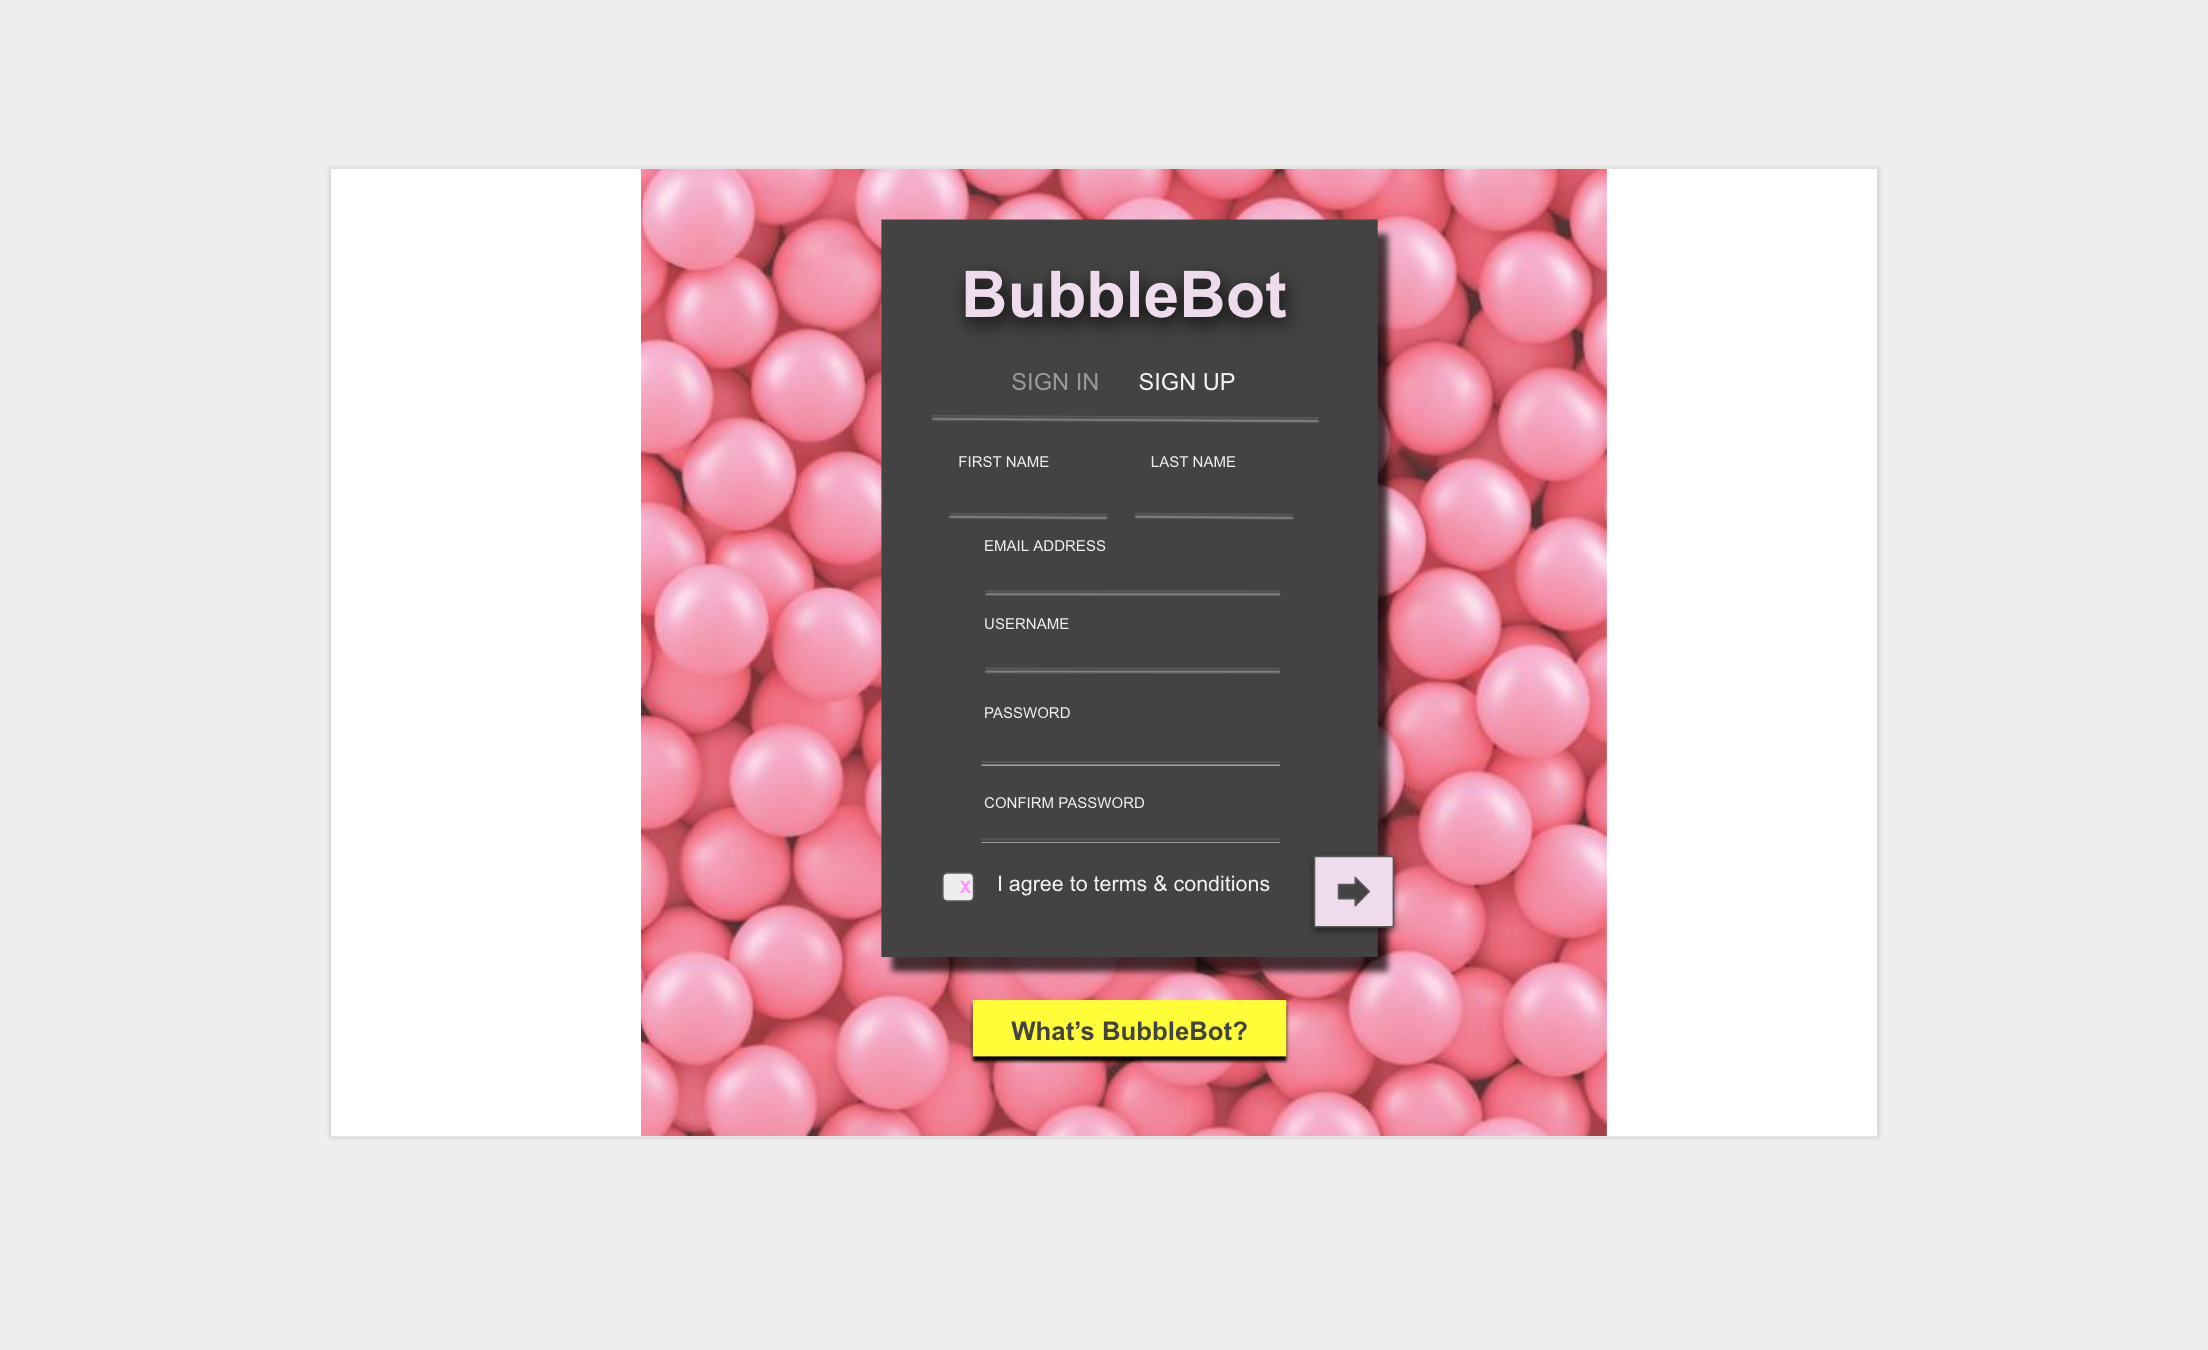 BubbleBot
SIGN IN SIGN UP
FIRST NAME LAST NAME
EMAIL ADDRESS
USERNAME
PASSWORD
CONFIRM PASSWORD
X I agree to terms & conditions
What’s BubbleBot?